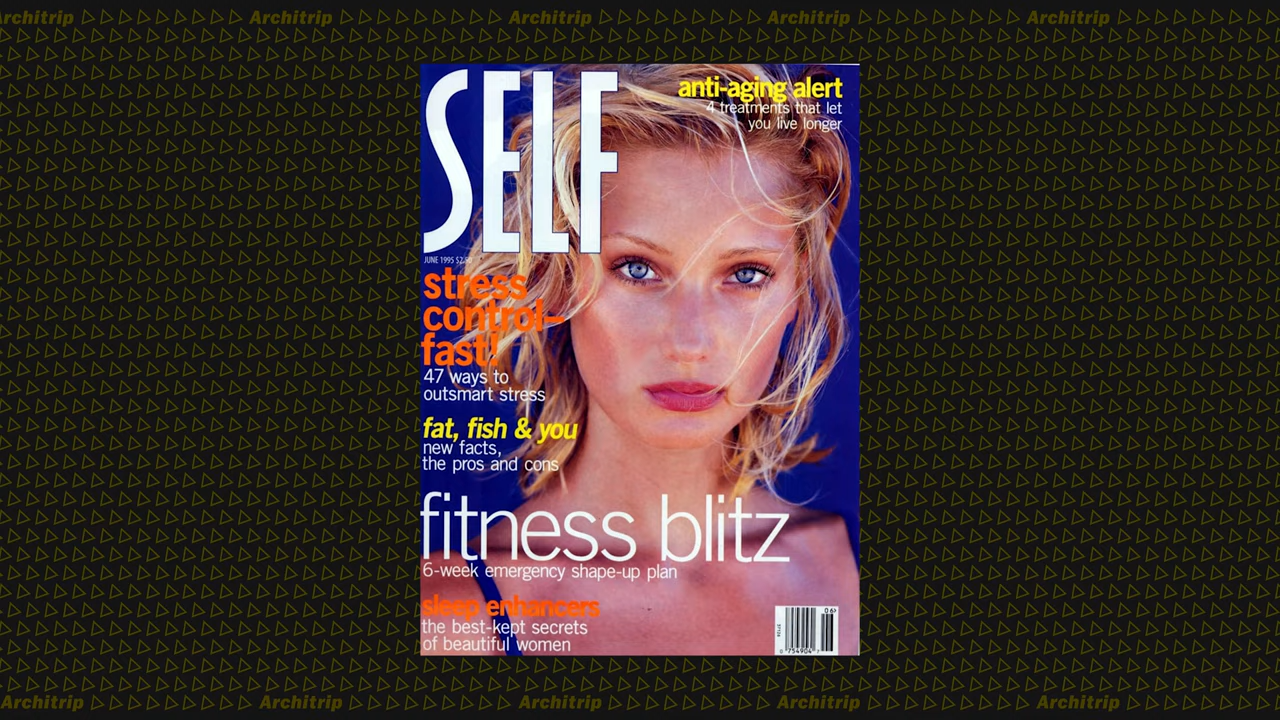 Architrip Architrip Architrip Architrip Architrip
SELF
anti-aging alert
4 treatments that let
you live longer
JUNE 1995 $2.50
stress
control–
fast!
47 ways to
outsmart stress
fat, fish & you
new facts,
the pros and cons
fitness blitz
6-week emergency shape-up plan
sleep enhancers
the best-kept secrets
of beautiful women
06
754904
Architrip Architrip Architrip Architrip Architrip